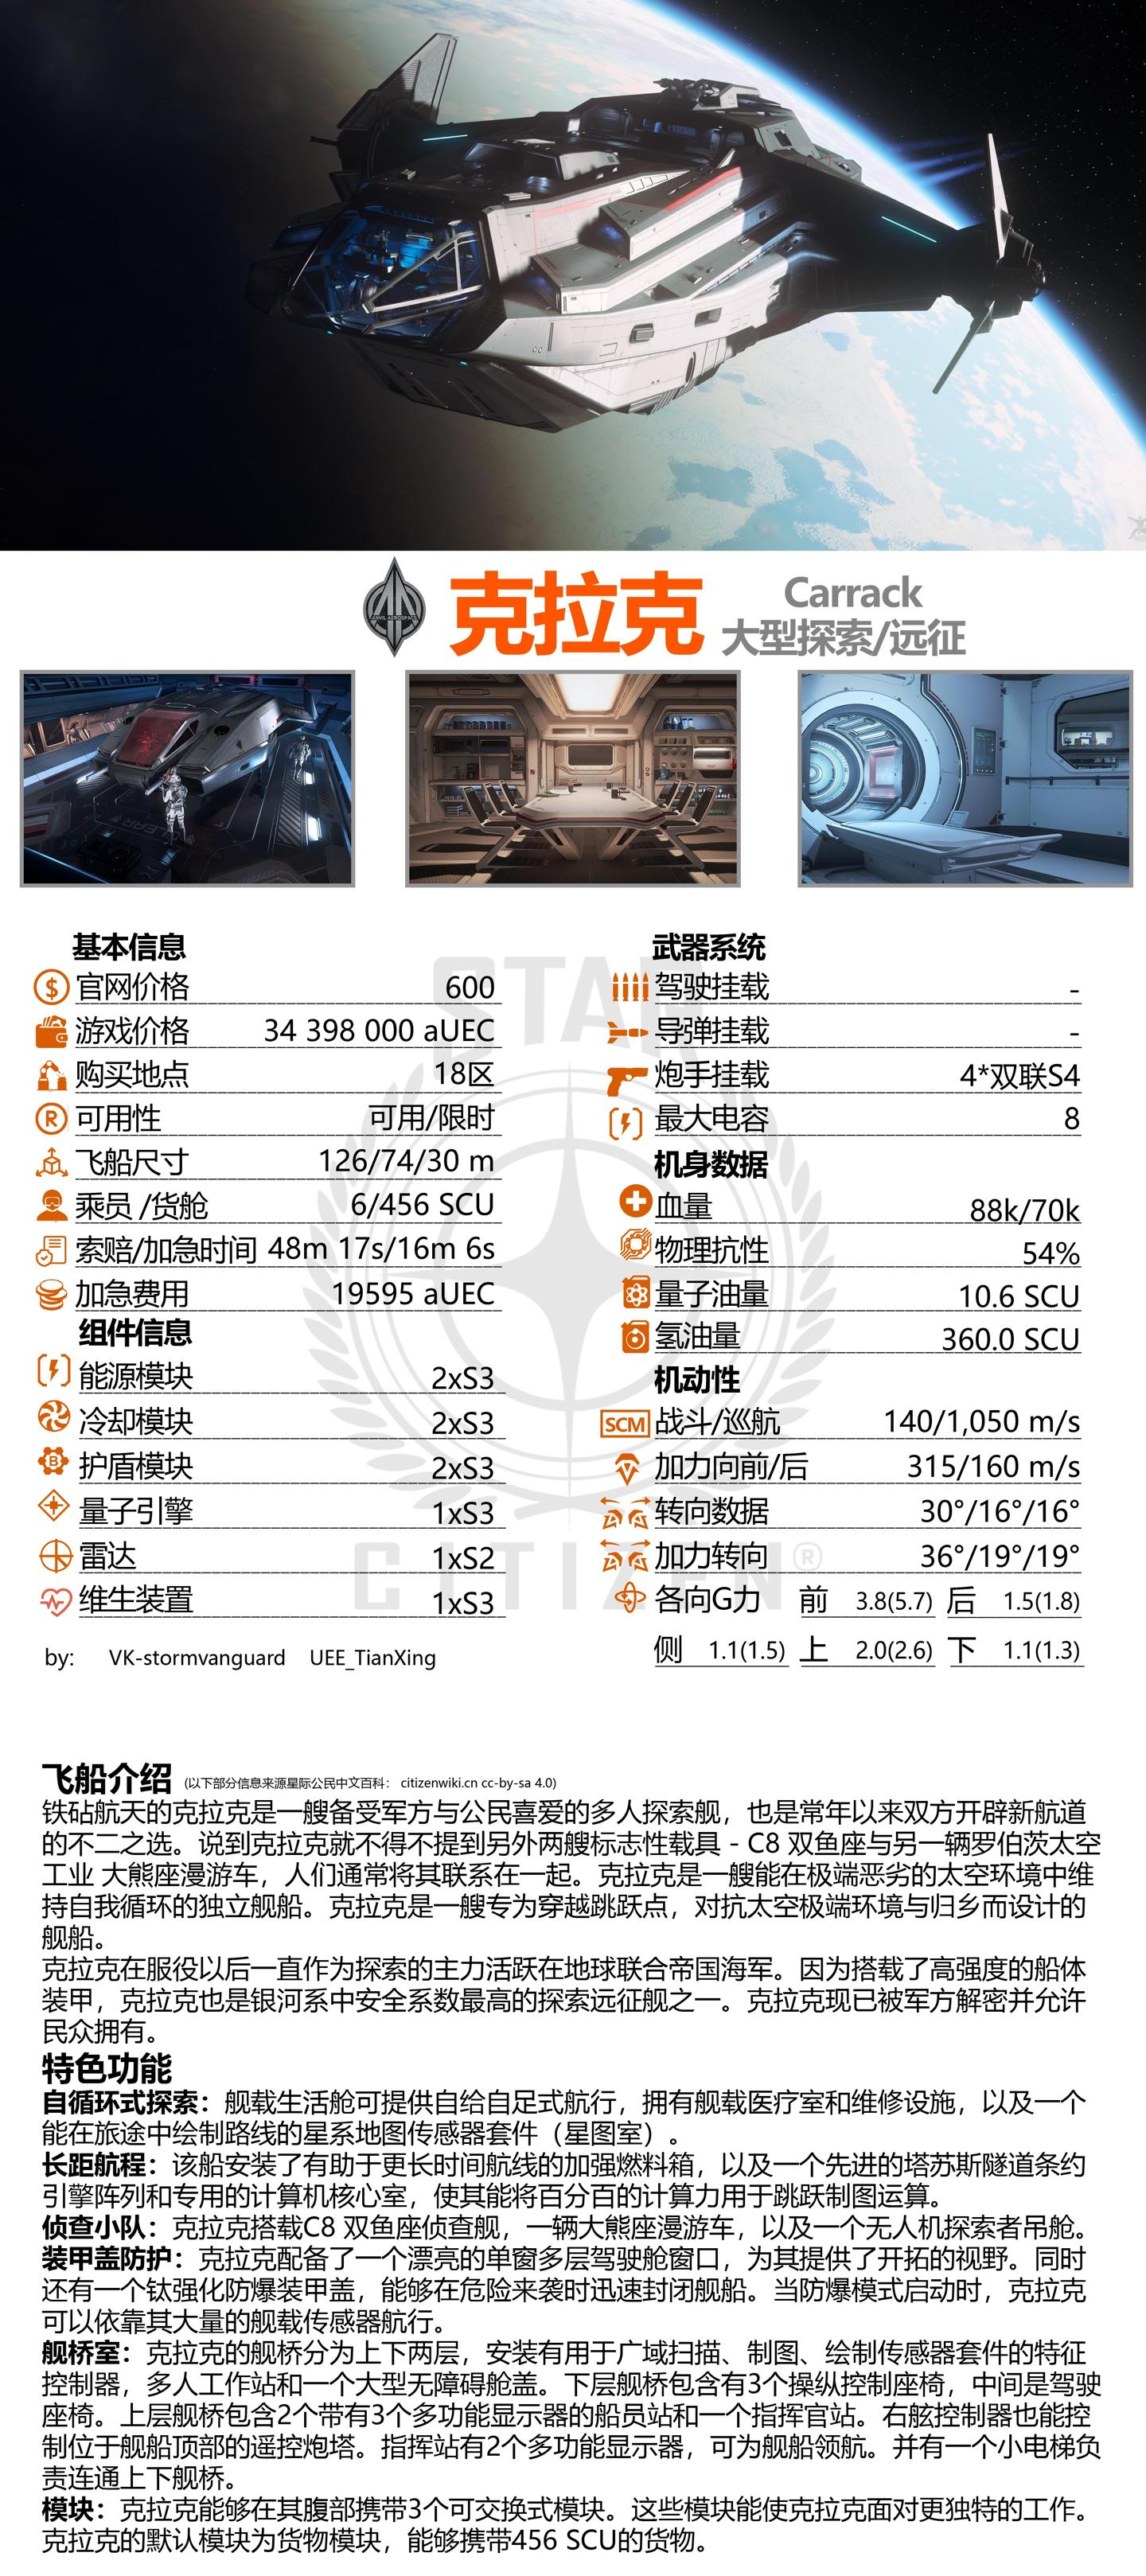 克拉克
Carrack
大型探索/远征
ANVIL AEROSPACE
STAR
CITIZEN®
基本信息
官网价格 600
游戏价格 34 398 000 aUEC
购买地点 18区
可用性 可用/限时
飞船尺寸 126/74/30 m
乘员 /货舱 6/456 SCU
索赔/加急时间 48m 17s/16m 6s
加急费用 19595 aUEC
组件信息
能源模块 2xS3
冷却模块 2xS3
护盾模块 2xS3
量子引擎 1xS3
雷达 1xS2
维生装置 1xS3
by: VK-stormvanguard UEE_TianXing
武器系统
驾驶挂载 -
导弹挂载 -
炮手挂载 4*双联S4
最大电容 8
机身数据
血量 88k/70k
物理抗性 54%
量子油量 10.6 SCU
氢油量 360.0 SCU
机动性
SCM 战斗/巡航 140/1,050 m/s
加力向前/后 315/160 m/s
转向数据 30°/16°/16°
加力转向 36°/19°/19°
各向G力 前 3.8(5.7) 后 1.5(1.8)
侧 1.1(1.5) 上 2.0(2.6) 下 1.1(1.3)
飞船介绍 (以下部分信息来源星际公民中文百科： citizenwiki.cn cc-by-sa 4.0)
铁砧航天的克拉克是一艘备受军方与公民喜爱的多人探索舰，也是常年以来双方开辟新航道
的不二之选。说到克拉克就不得不提到另外两艘标志性载具 - C8 双鱼座与另一辆罗伯茨太空
工业 大熊座漫游车，人们通常将其联系在一起。克拉克是一艘能在极端恶劣的太空环境中维
持自我循环的独立舰船。克拉克是一艘专为穿越跳跃点，对抗太空极端环境与归乡而设计的
舰船。
克拉克在服役以后一直作为探索的主力活跃在地球联合帝国海军。因为搭载了高强度的船体
装甲，克拉克也是银河系中安全系数最高的探索远征舰之一。克拉克现已被军方解密并允许
民众拥有。
特色功能
自循环式探索：舰载生活舱可提供自给自足式航行，拥有舰载医疗室和维修设施，以及一个
能在旅途中绘制路线的星系地图传感器套件（星图室）。
长距航程：该船安装了有助于更长时间航线的加强燃料箱，以及一个先进的塔苏斯隧道条约
引擎阵列和专用的计算机核心室，使其能将百分百的计算力用于跳跃制图运算。
侦查小队：克拉克搭载C8 双鱼座侦查舰，一辆大熊座漫游车，以及一个无人机探索者吊舱。
装甲盖防护：克拉克配备了一个漂亮的单窗多层驾驶舱窗口，为其提供了开拓的视野。同时
还有一个钛强化防爆装甲盖，能够在危险来袭时迅速封闭舰船。当防爆模式启动时，克拉克
可以依靠其大量的舰载传感器航行。
舰桥室：克拉克的舰桥分为上下两层，安装有用于广域扫描、制图、绘制传感器套件的特征
控制器，多人工作站和一个大型无障碍舱盖。下层舰桥包含有3个操纵控制座椅，中间是驾驶
座椅。上层舰桥包含2个带有3个多功能显示器的船员站和一个指挥官站。右舷控制器也能控
制位于舰船顶部的遥控炮塔。指挥站有2个多功能显示器，可为舰船领航。并有一个小电梯负
责连通上下舰桥。
模块：克拉克能够在其腹部携带3个可交换式模块。这些模块能使克拉克面对更独特的工作。
克拉克的默认模块为货物模块，能够携带456 SCU的货物。